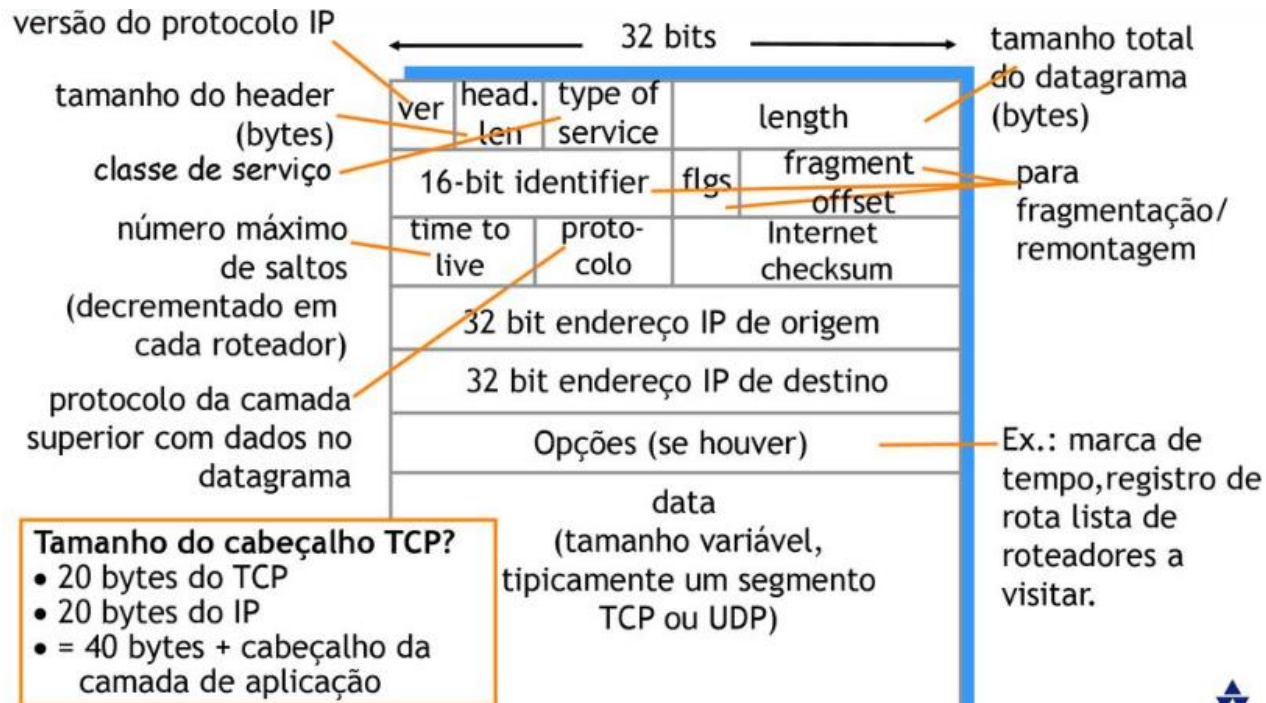 versão do protocolo IP
32 bits
tamanho total
do datagrama
(bytes)
tamanho do header
(bytes)
classe de serviço
ver
head.
len
type of
service
length
16-bit identifier
flgs
fragment
offset
para
fragmentação/
remontagem
número máximo
de saltos
(decrementado em
cada roteador)
time to
live
proto-
colo
Internet
checksum
32 bit endereço IP de origem
32 bit endereço IP de destino
protocolo da camada
superior com dados no
datagrama
Opções (se houver)
Ex.: marca de
tempo,registro de
rota lista de
roteadores a
visitar.
data
(tamanho variável,
tipicamente um segmento
TCP ou UDP)
Tamanho do cabeçalho TCP?
• 20 bytes do TCP
• 20 bytes do IP
• = 40 bytes + cabeçalho da
camada de aplicação